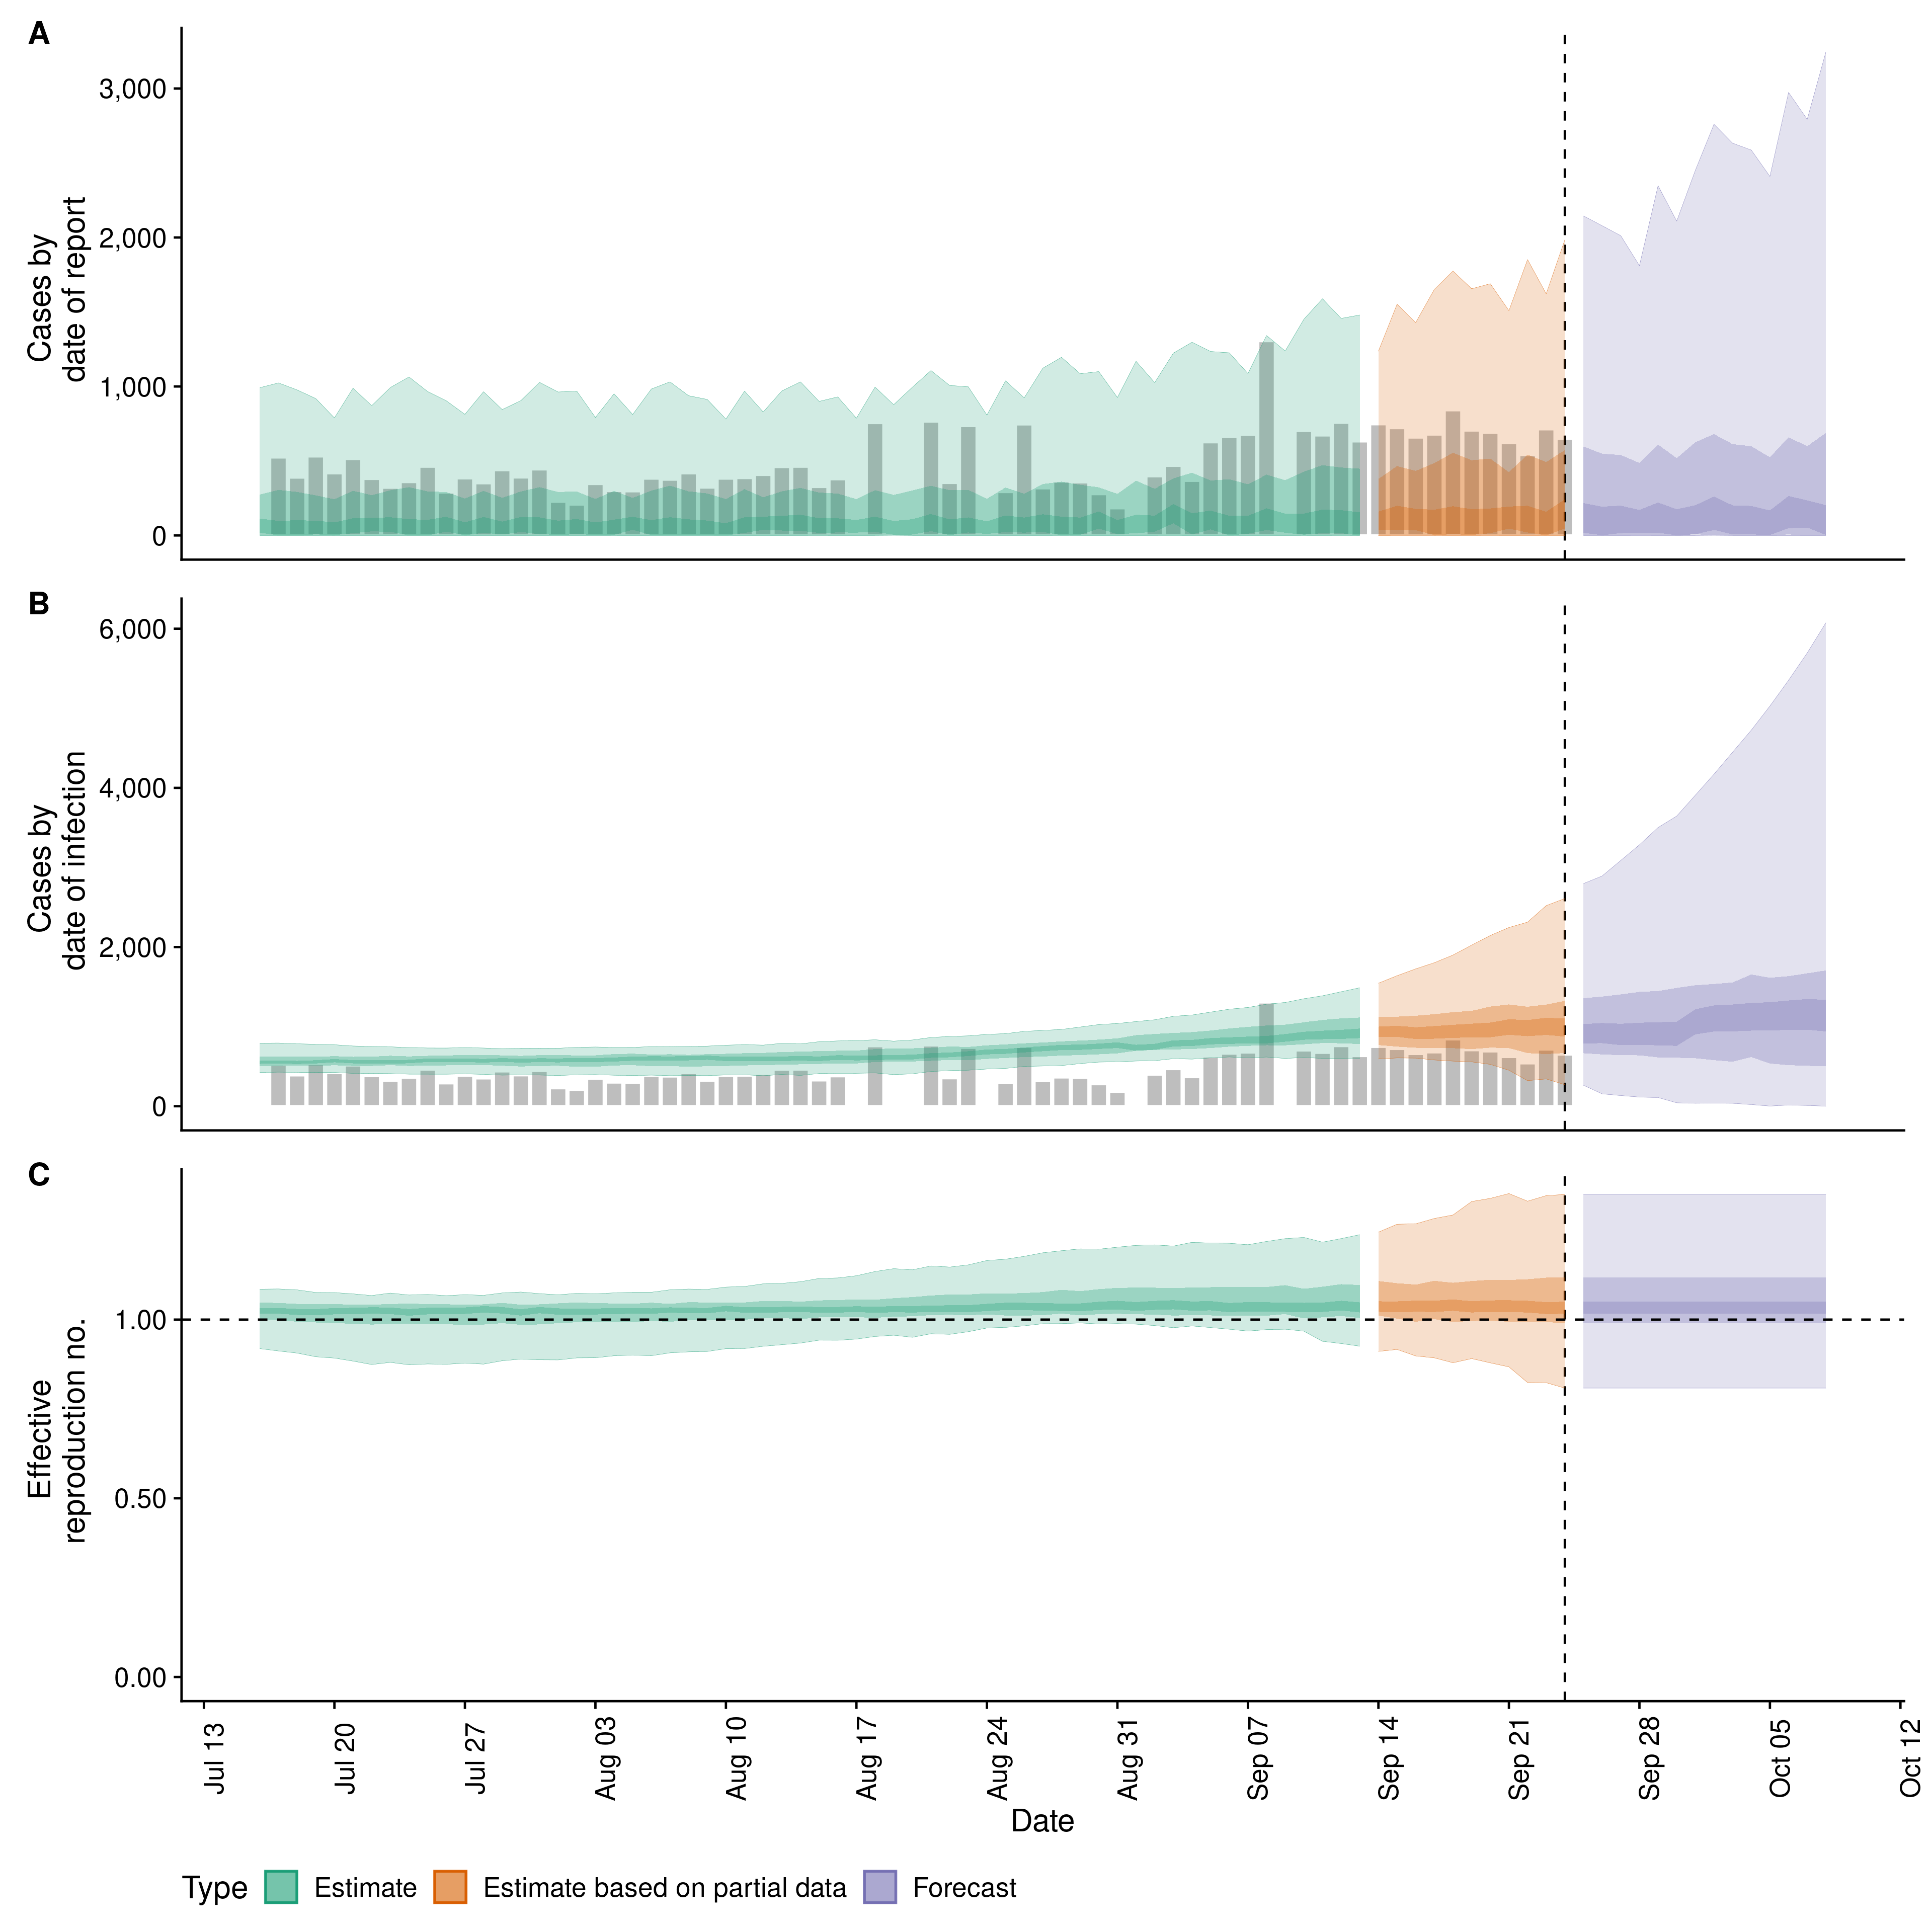 A
3,000
2,000
1,000
0
Cases by
date of report
B
6,000
4,000
2,000
0
Cases by
date of infection
C
1.00
0.50
0.00
Effective
reproduction no.
Jul 13
Jul 20
Jul 27
Aug 03
Aug 10
Aug 17
Aug 24
Aug 31
Sep 07
Sep 14
Sep 21
Sep 28
Oct 05
Oct 12
Date
Type Estimate Estimate based on partial data Forecast